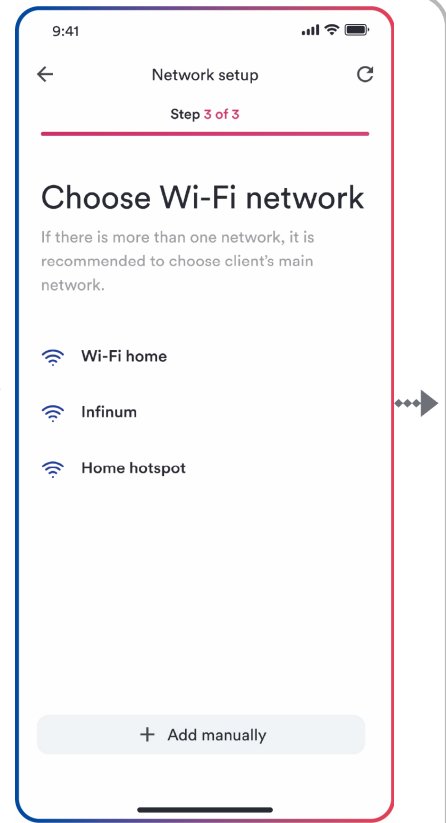 9:41
Network setup
Step 3 of 3
Choose Wi-Fi network
If there is more than one network, it is
recommended to choose client's main
network.
Wi-Fi home
Infinum
Home hotspot
+ Add manually